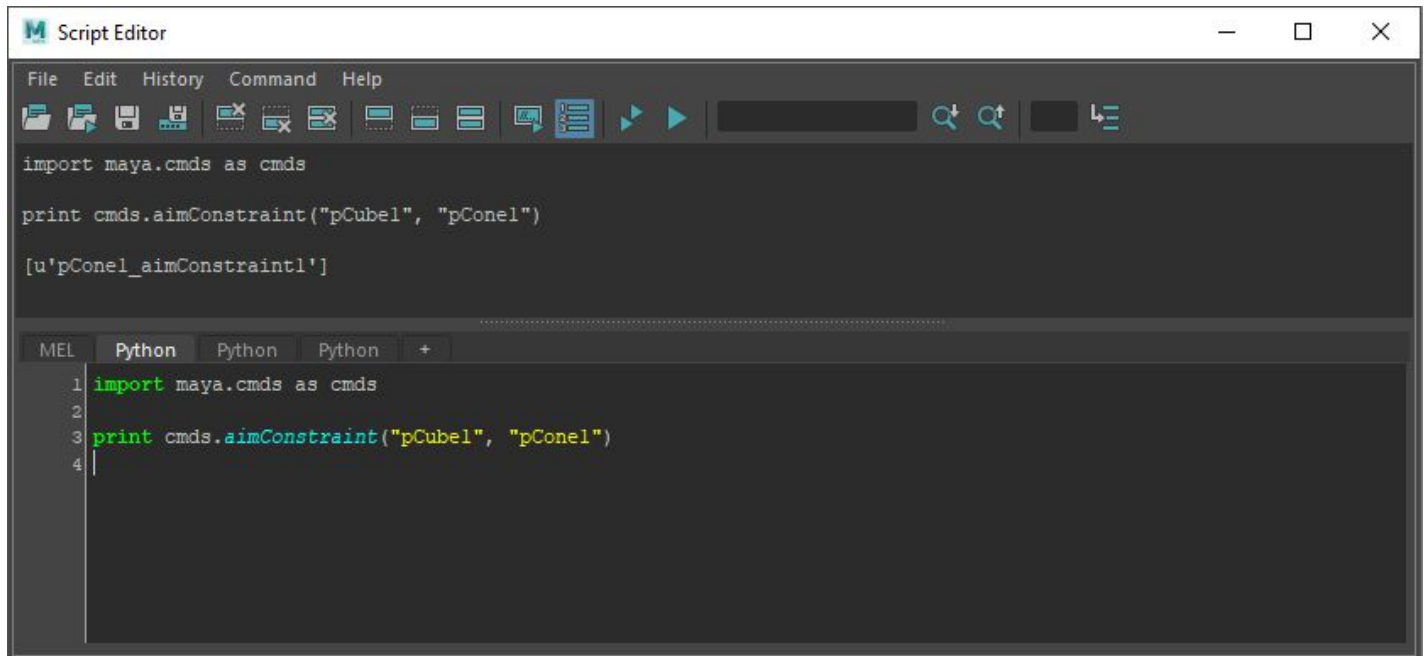 Script Editor
File Edit History Command Help
import maya.cmds as cmds
print cmds.aimConstraint("pCube1", "pCone1")
[u'pCone1_aimConstraint1']
MEL Python Python Python +
1 import maya.cmds as cmds
2
3 print cmds.aimConstraint("pCube1", "pCone1")
4